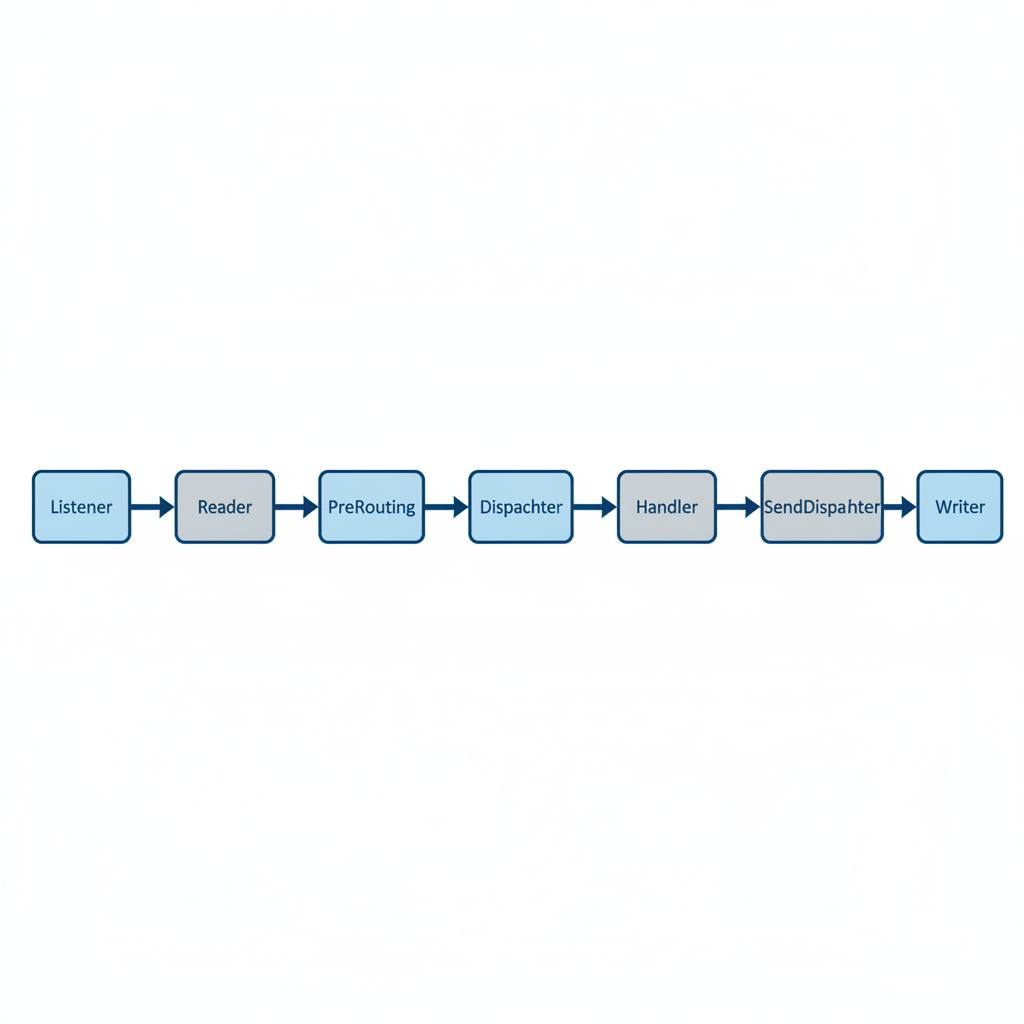 Listener
Reader
PreRouting
Dispachter
Handler
SendDispahter
Writer